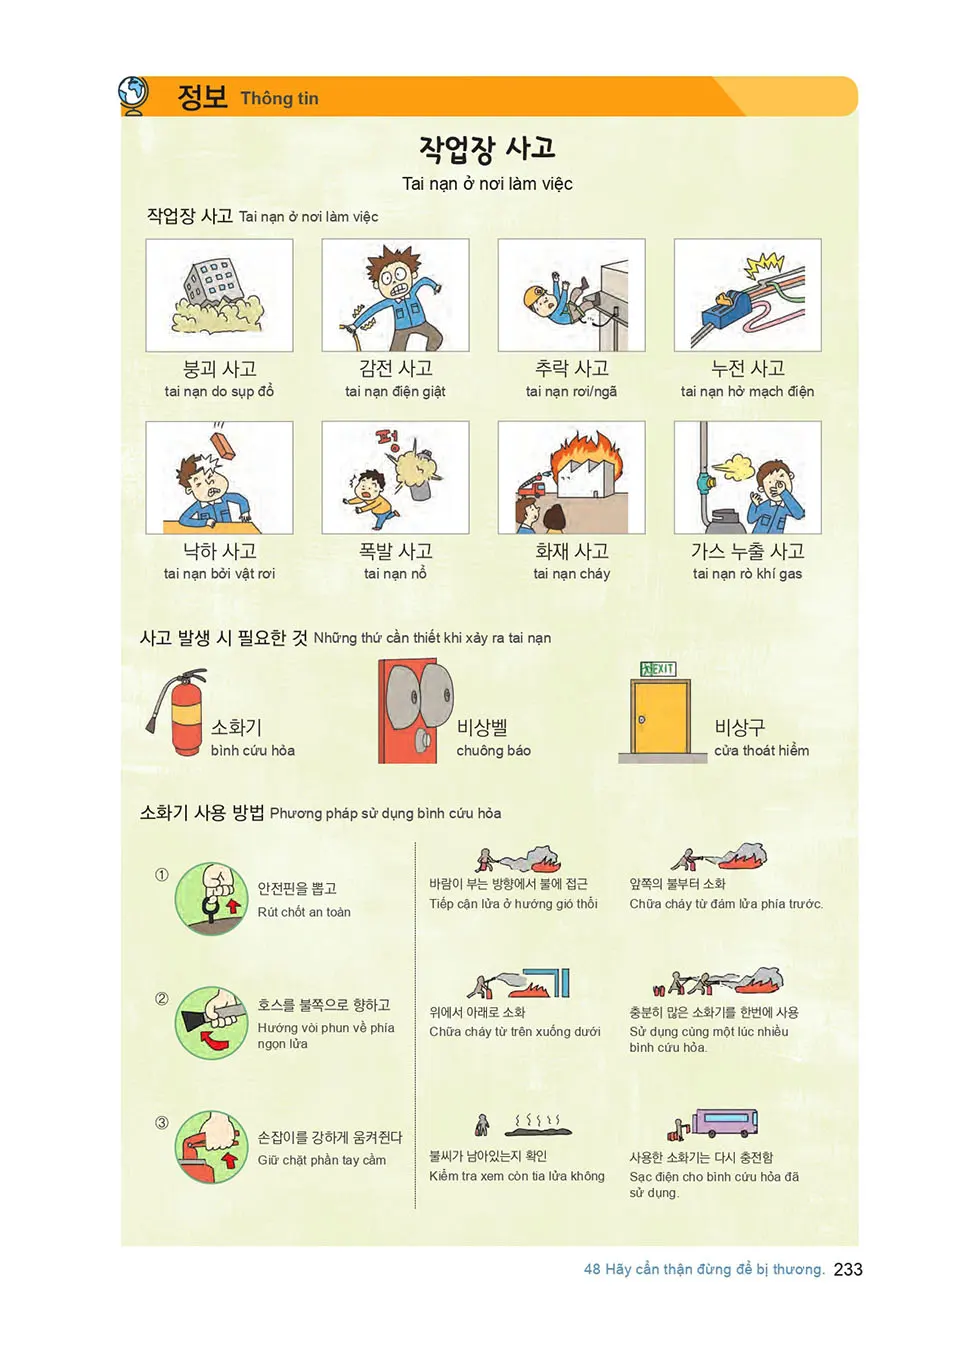 정보 Thông tin
작업장 사고
Tai nạn ở nơi làm việc
작업장 사고 Tai nạn ở nơi làm việc
붕괴 사고
tai nạn do sụp đổ
감전 사고
tai nạn điện giật
추락 사고
tai nạn rơi/ngã
누전 사고
tai nạn hở mạch điện
펑
낙하 사고
tai nạn bởi vật rơi
폭발 사고
tai nạn nổ
화재 사고
tai nạn cháy
가스 누출 사고
tai nạn rò khí gas
사고 발생 시 필요한 것 Những thứ cần thiết khi xảy ra tai nạn
소화기
bình cứu hỏa
비상벨
chuông báo
EXIT
비상구
cửa thoát hiểm
소화기 사용 방법 Phương pháp sử dụng bình cứu hỏa
①
안전핀을 뽑고
Rút chốt an toàn
②
호스를 불쪽으로 향하고
Hướng vòi phun về phía
ngọn lửa
③
손잡이를 강하게 움켜쥔다
Giữ chặt phần tay cầm
바람이 부는 방향에서 불에 접근
Tiếp cận lửa ở hướng gió thổi
앞쪽의 불부터 소화
Chữa cháy từ đám lửa phía trước.
위에서 아래로 소화
Chữa cháy từ trên xuống dưới
충분히 많은 소화기를 한번에 사용
Sử dụng cùng một lúc nhiều
bình cứu hỏa.
불씨가 남아있는지 확인
Kiểm tra xem còn tia lửa không
사용한 소화기는 다시 충전함
Sạc điện cho bình cứu hỏa đã
sử dụng.
48 Hãy cẩn thận đừng để bị thương. 233